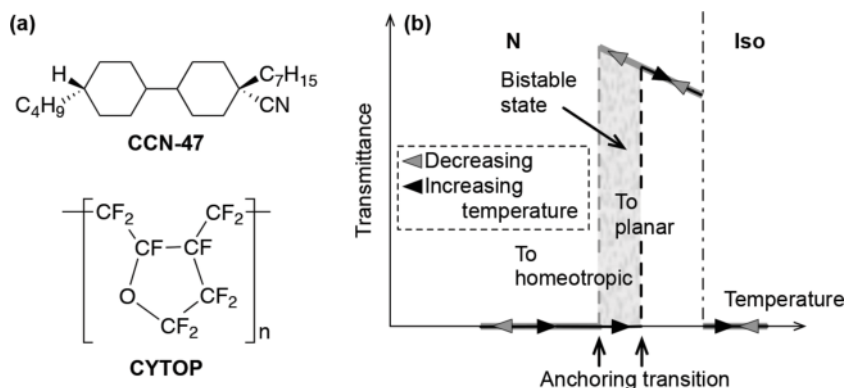 (a)
H
C7H15
C4H9
CN
CCN-47
CF2
CF2
CF
CF
O
CF2
CF2
n
CYTOP
(b)
N
Iso
Bistable
state
Decreasing
Increasing
temperature
To
planar
To
homeotropic
Transmittance
Temperature
Anchoring transition